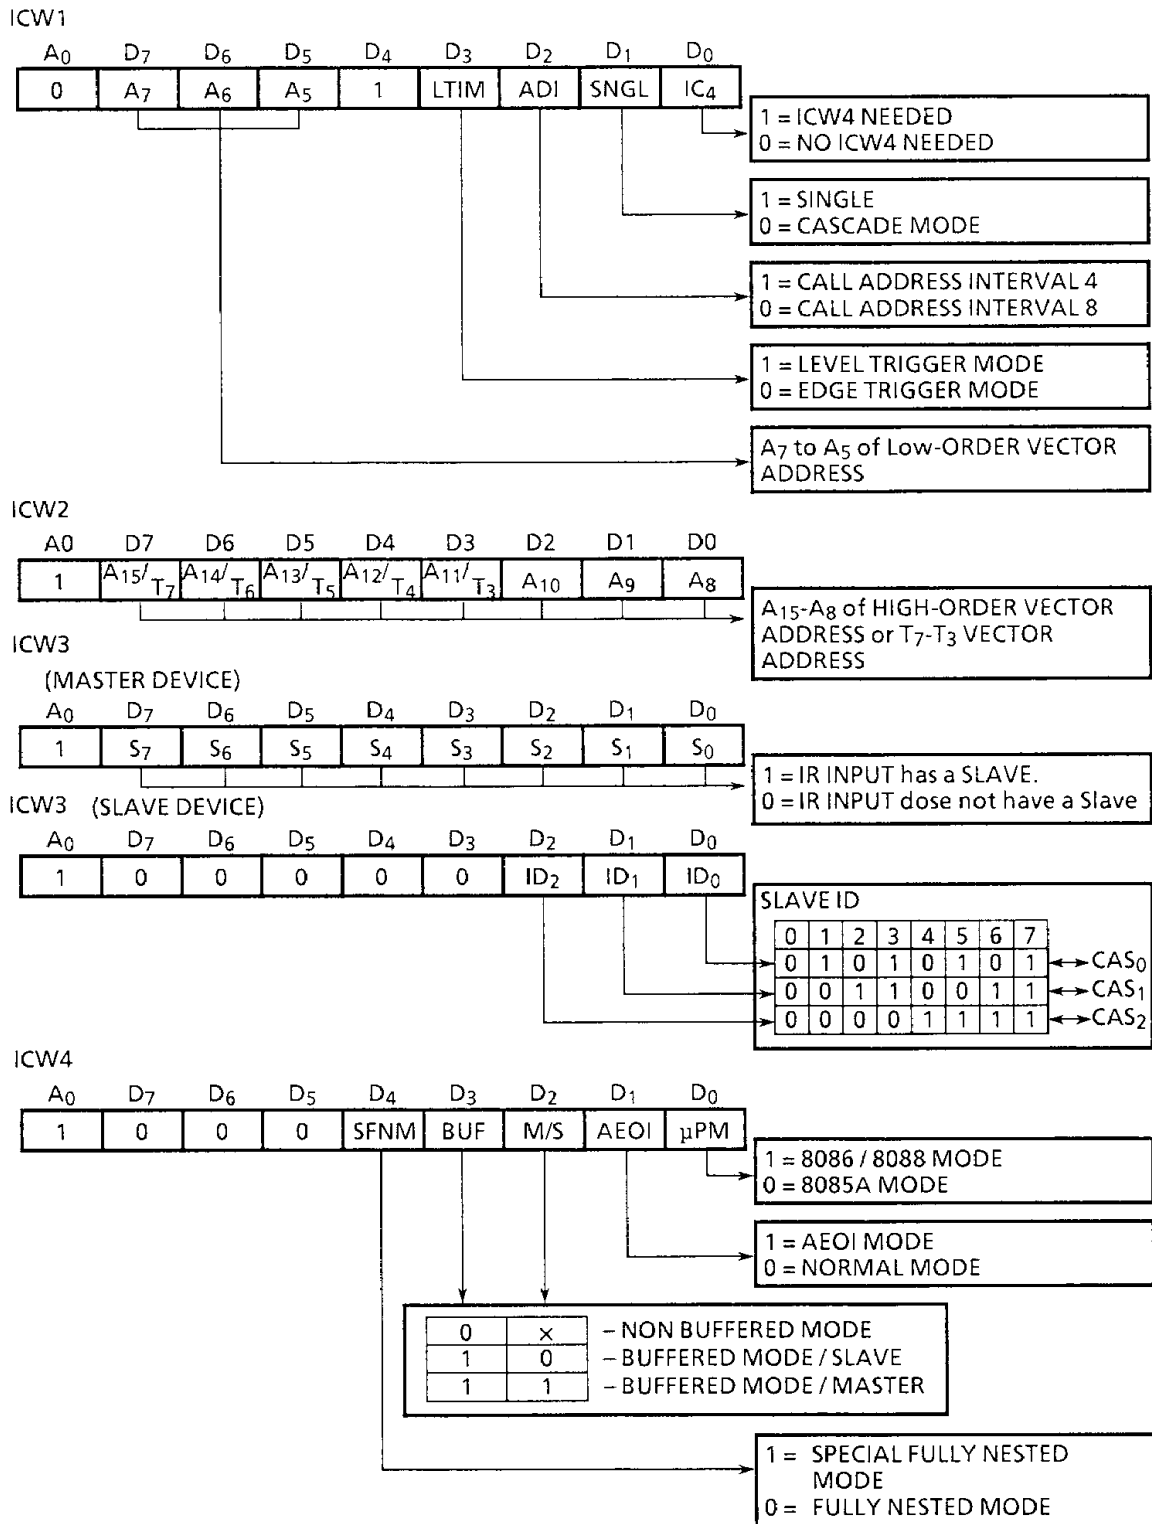 ICW1
A0 D7 D6 D5 D4 D3 D2 D1 D0
0 A7 A6 A5 1 LTIM ADI SNGL IC4
1 = ICW4 NEEDED
0 = NO ICW4 NEEDED
1 = SINGLE
0 = CASCADE MODE
1 = CALL ADDRESS INTERVAL 4
0 = CALL ADDRESS INTERVAL 8
1 = LEVEL TRIGGER MODE
0 = EDGE TRIGGER MODE
A7 to A5 of Low-ORDER VECTOR
ADDRESS
ICW2
A0 D7 D6 D5 D4 D3 D2 D1 D0
1 A15/T7 A14/T6 A13/T5 A12/T4 A11/T3 A10 A9 A8
A15-A8 of HIGH-ORDER VECTOR
ADDRESS or T7-T3 VECTOR
ADDRESS
ICW3
(MASTER DEVICE)
A0 D7 D6 D5 D4 D3 D2 D1 D0
1 S7 S6 S5 S4 S3 S2 S1 S0
1 = IR INPUT has a SLAVE.
0 = IR INPUT dose not have a Slave
ICW3 (SLAVE DEVICE)
A0 D7 D6 D5 D4 D3 D2 D1 D0
1 0 0 0 0 0 ID2 ID1 ID0
SLAVE ID
0 1 2 3 4 5 6 7
0 1 0 1 0 1 0 1 CAS0
0 0 1 1 0 0 1 1 CAS1
0 0 0 0 1 1 1 1 CAS2
ICW4
A0 D7 D6 D5 D4 D3 D2 D1 D0
1 0 0 0 SFNM BUF M/S AEOI µPM
1 = 8086 / 8088 MODE
0 = 8085A MODE
1 = AEOI MODE
0 = NORMAL MODE
0 × – NON BUFFERED MODE
1 0 – BUFFERED MODE / SLAVE
1 1 – BUFFERED MODE / MASTER
1 = SPECIAL FULLY NESTED
MODE
0 = FULLY NESTED MODE